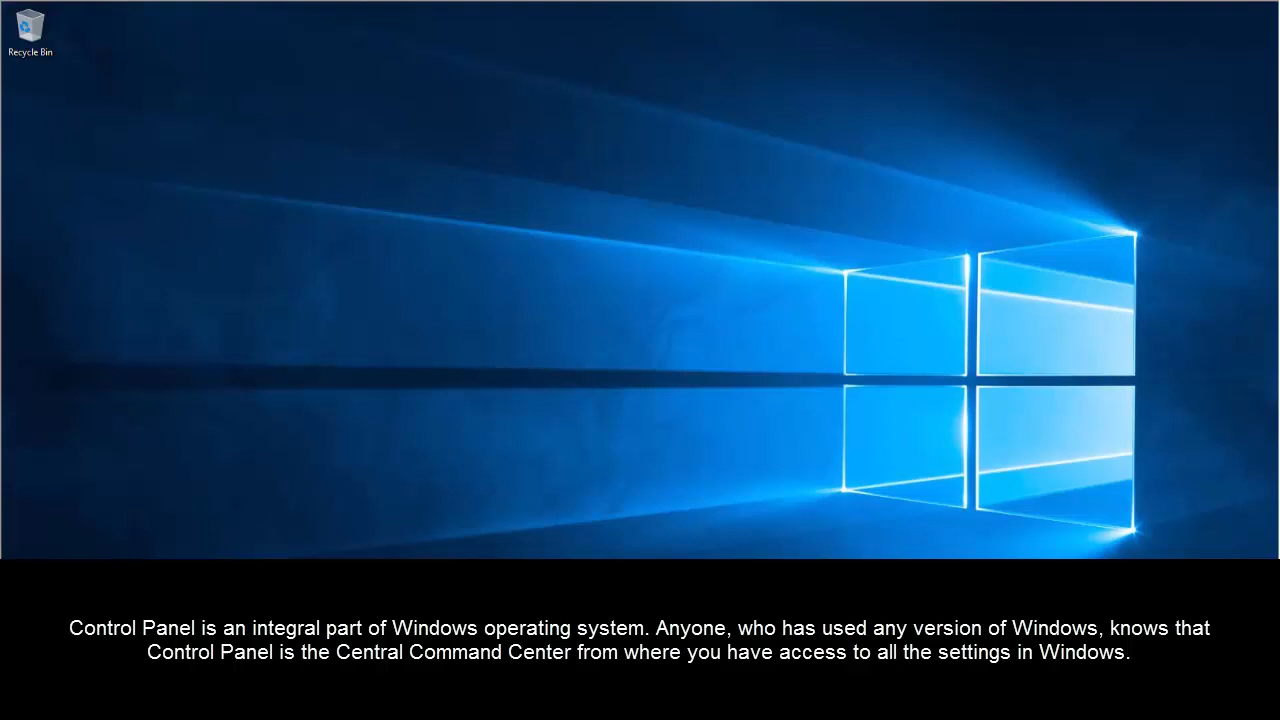 Recycle Bin
Control Panel is an integral part of Windows operating system. Anyone, who has used any version of Windows, knows that
Control Panel is the Central Command Center from where you have access to all the settings in Windows.